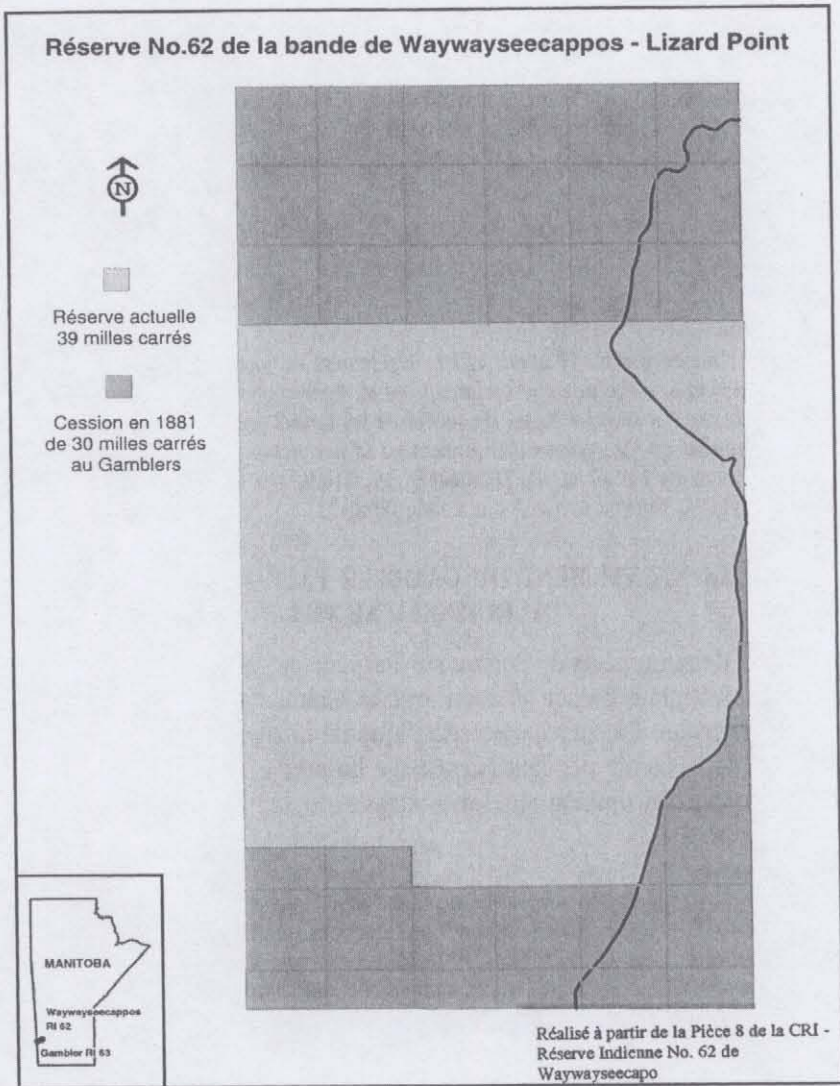 Réserve No.62 de la bande de Waywayseecappos - Lizard Point
N
Réserve actuelle
39 milles carrés
Cession en 1881
de 30 milles carrés
au Gamblers
MANITOBA
Waywayseecappos
RI 62
Gambler RI 63
Réalisé à partir de la Pièce 8 de la CRI -
Réserve Indienne No. 62 de
Waywayseecapo